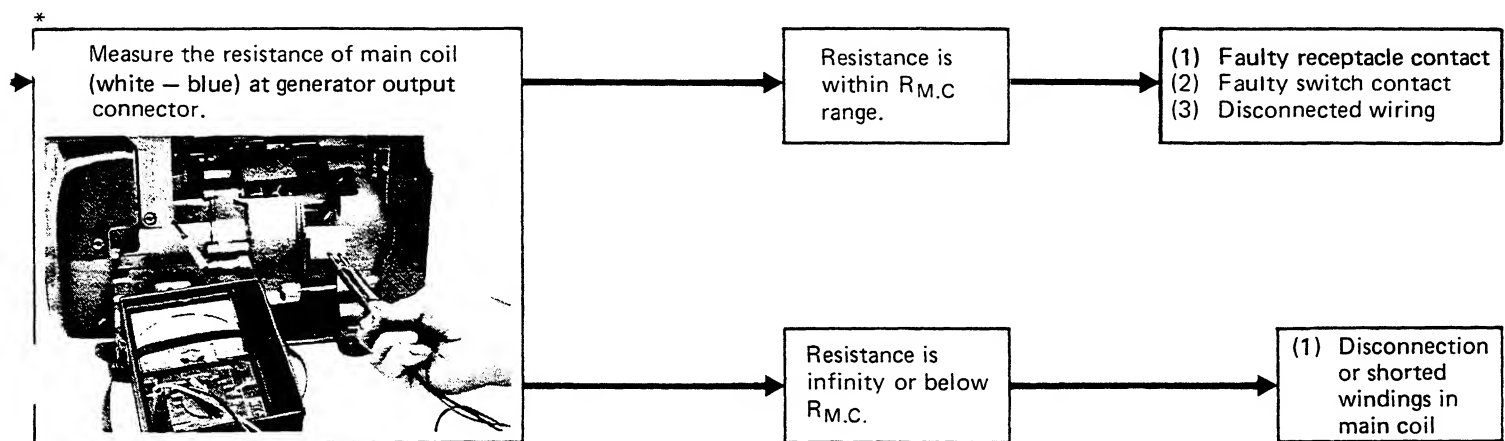 *
Measure the resistance of main coil
(white — blue) at generator output
connector.
Resistance is
within RM.C
range.
(1) Faulty receptacle contact
(2) Faulty switch contact
(3) Disconnected wiring
Resistance is
infinity or below
RM.C.
(1) Disconnection
or shorted
windings in
main coil